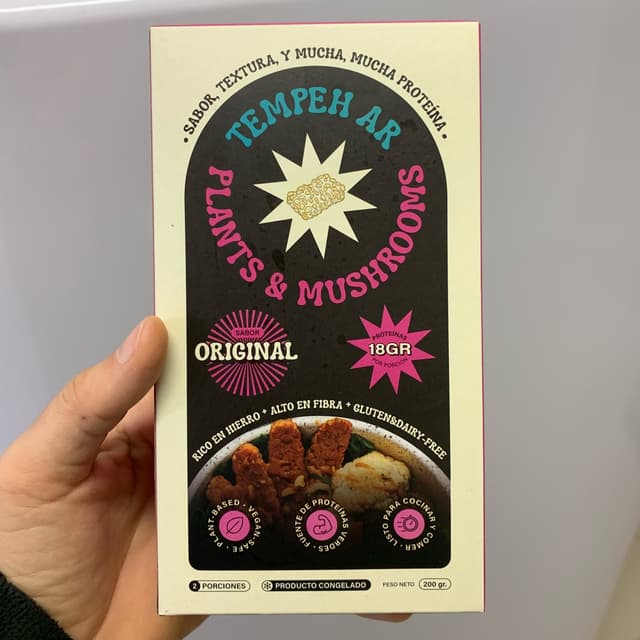 • SABOR, TEXTURA, Y MUCHA, MUCHA PROTEÍNA •
TEMPEH AR
PLANTS & MUSHROOMS
SABOR
ORIGINAL
PROTEÍNAS
18GR
POR PORCIÓN
RICO EN HIERRO + ALTO EN FIBRA + GLUTEN&DAIRY-FREE
PLANT-BASED • VEGAN-SAFE •
FUENTE DE PROTEÍNAS VERDES •
LISTO PARA COCINAR Y COMER •
2 PORCIONES
PRODUCTO CONGELADO
PESO NETO 200 gr.